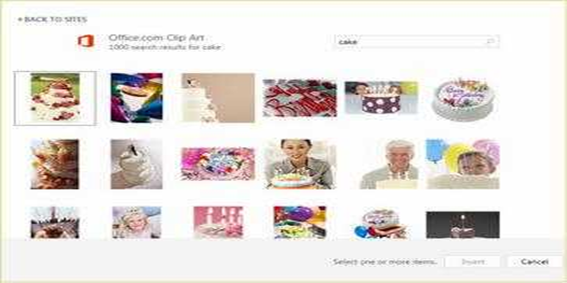 BACK TO SITES
Office.com Clip Art
1000 search results for cake
cake
Select one or more items.
Insert
Cancel